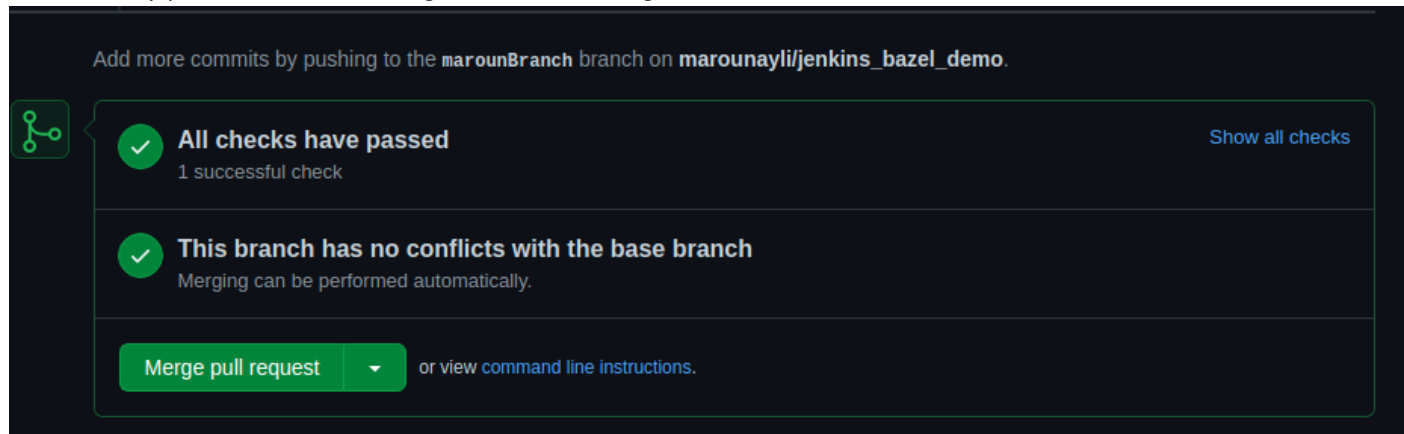 Add more commits by pushing to the marounBranch branch on marounayli/jenkins_bazel_demo.
All checks have passed
Show all checks
1 successful check
This branch has no conflicts with the base branch
Merging can be performed automatically.
Merge pull request or view command line instructions.